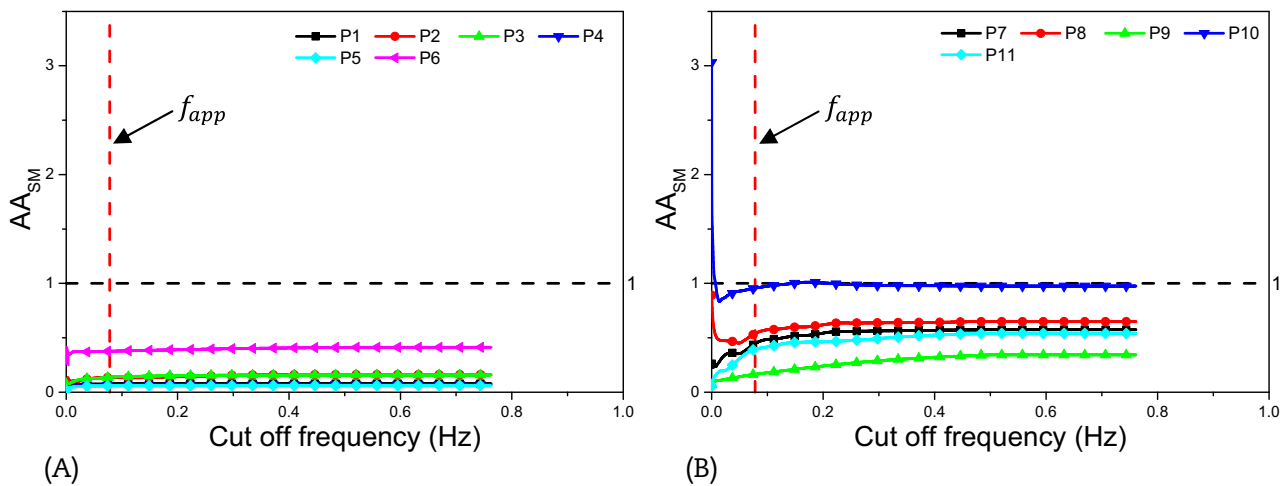 P1 P2 P3 P4
P5 P6
3
2
1
0
AA_SM
f_app
1
0.0 0.2 0.4 0.6 0.8 1.0
Cut off frequency (Hz)
(A)
P7 P8 P9 P10
P11
3
2
1
0
AA_SM
f_app
1
0.0 0.2 0.4 0.6 0.8 1.0
Cut off frequency (Hz)
(B)